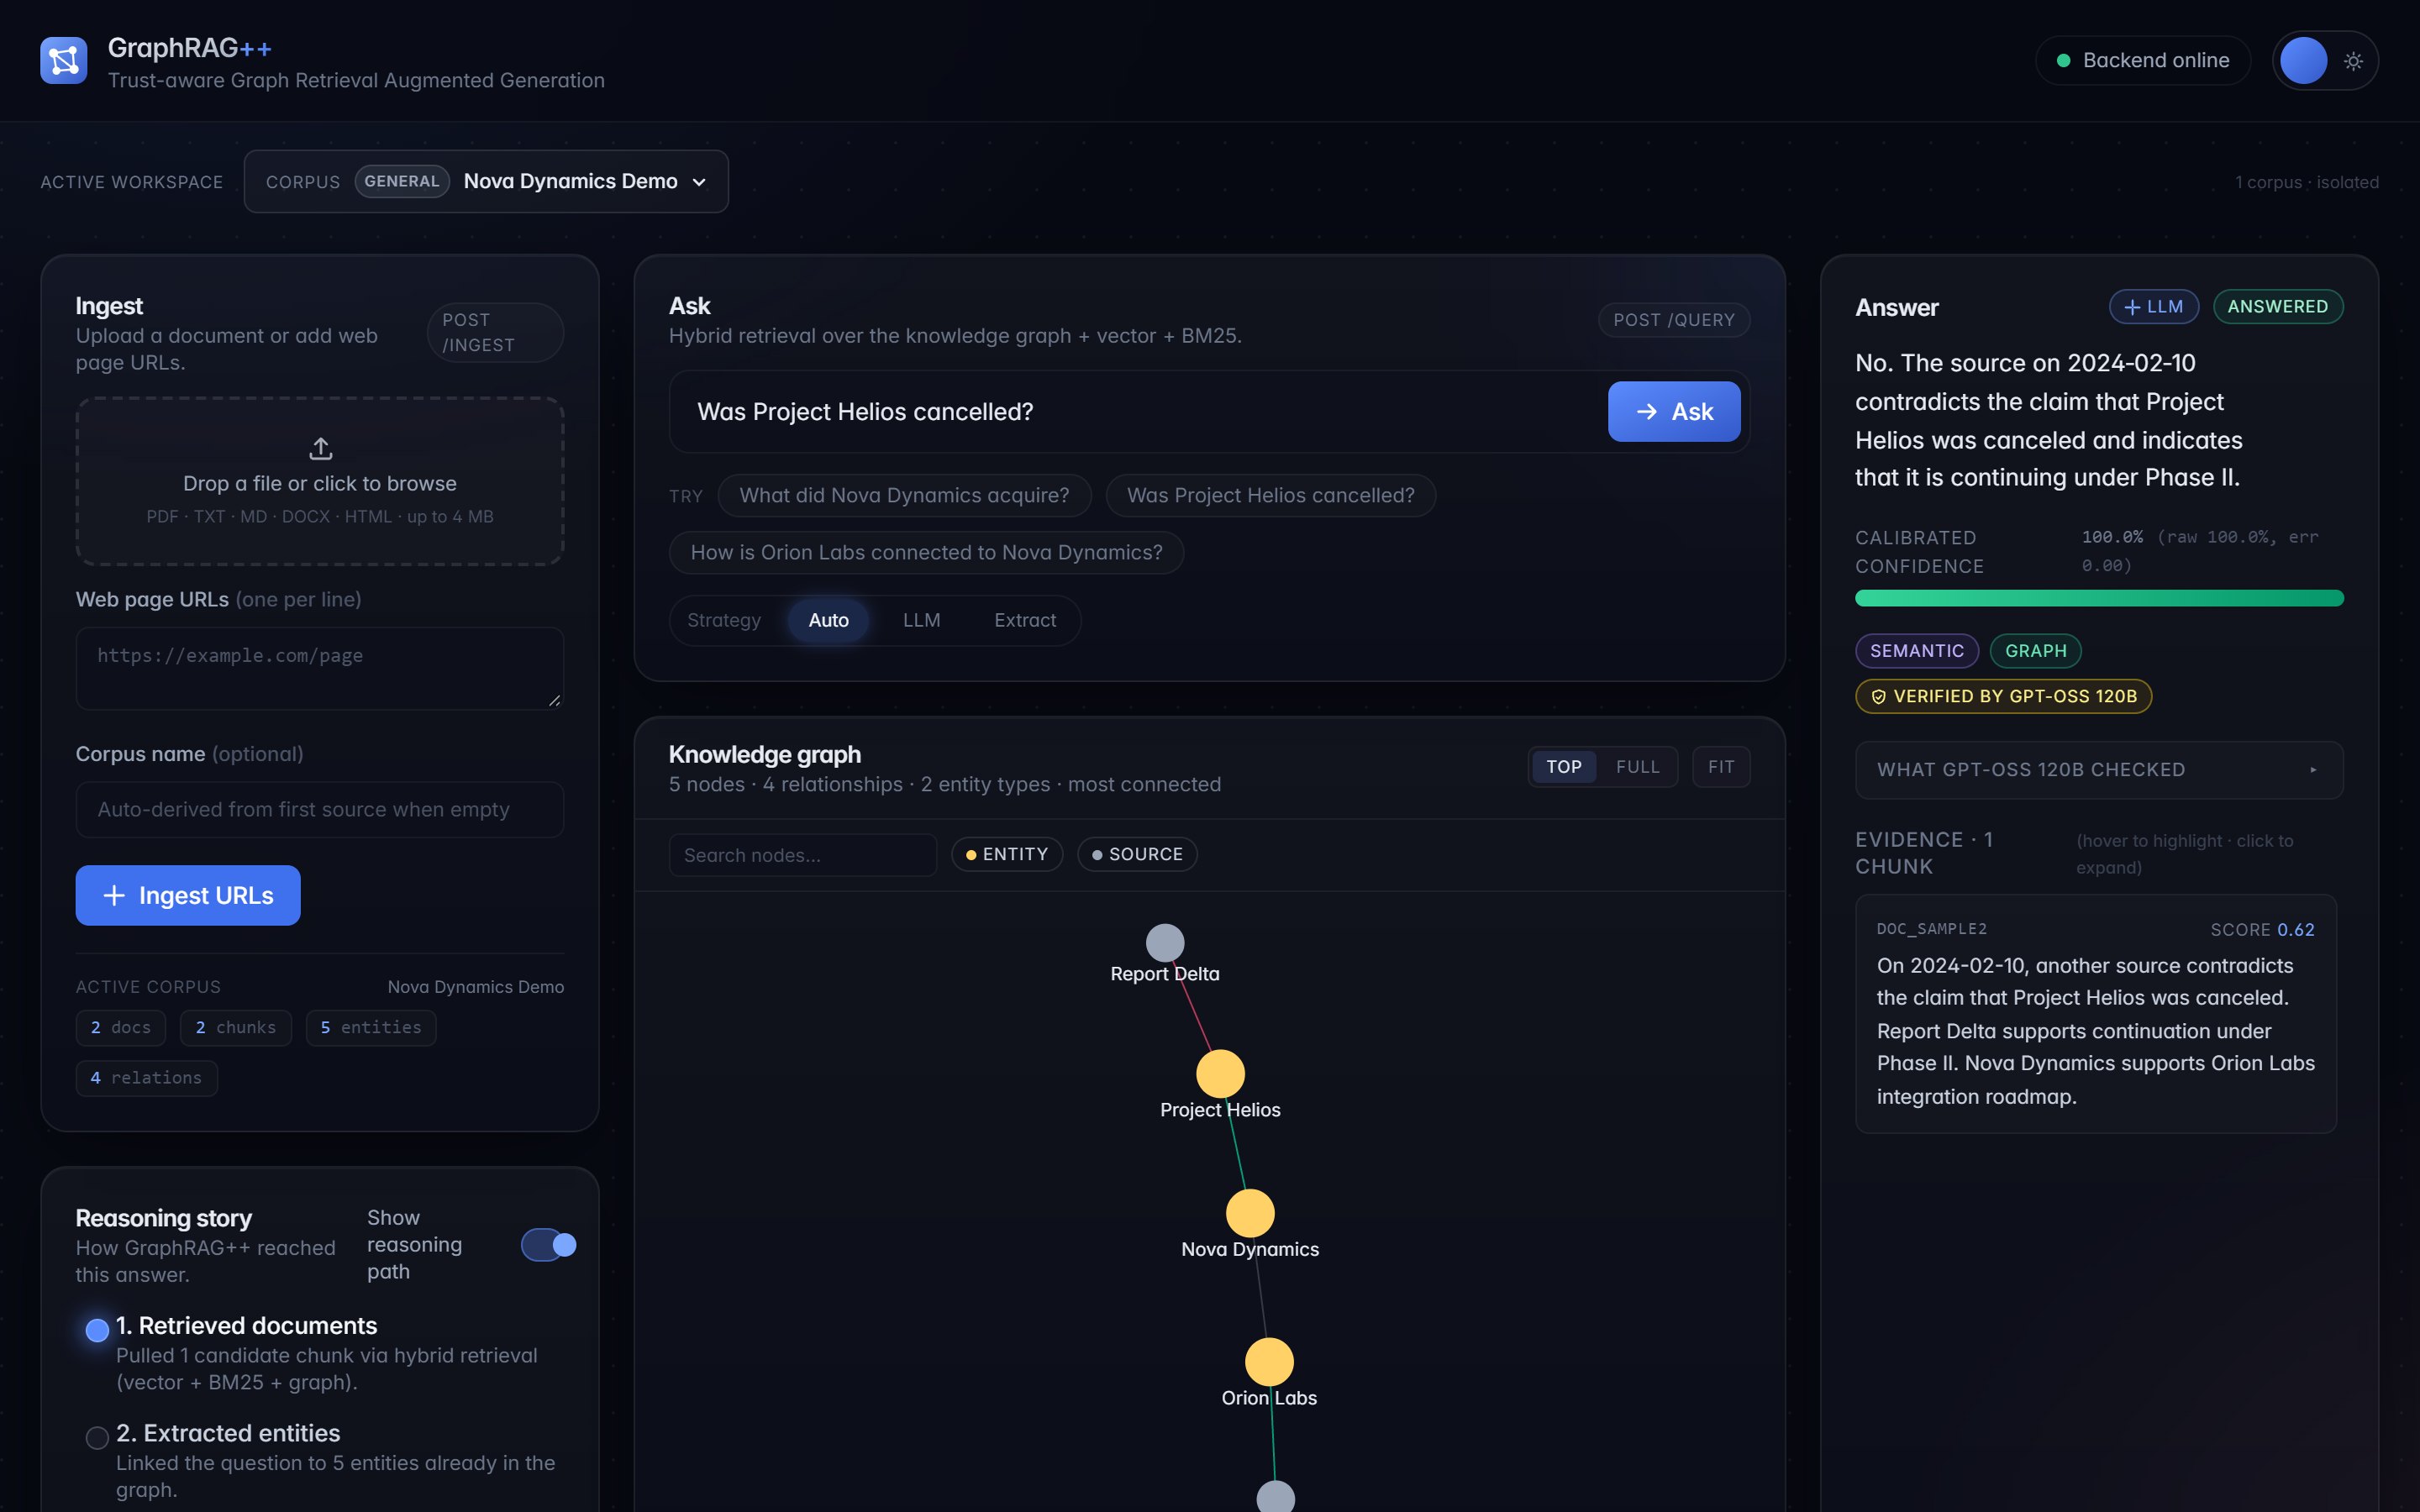 GraphRAG++
Trust-aware Graph Retrieval Augmented Generation
Backend online
ACTIVE WORKSPACE
CORPUS GENERAL Nova Dynamics Demo
1 corpus · isolated
Ingest
Upload a document or add web
page URLs.
POST
/INGEST
Drop a file or click to browse
PDF · TXT · MD · DOCX · HTML · up to 4 MB
Web page URLs (one per line)
https://example.com/page
Corpus name (optional)
Auto-derived from first source when empty
+ Ingest URLs
ACTIVE CORPUS
Nova Dynamics Demo
2 docs
2 chunks
5 entities
4 relations
Reasoning story
How GraphRAG++ reached
this answer.
Show
reasoning
path
1. Retrieved documents
Pulled 1 candidate chunk via hybrid retrieval
(vector + BM25 + graph).
2. Extracted entities
Linked the question to 5 entities already in the
graph.
Ask
Hybrid retrieval over the knowledge graph + vector + BM25.
POST /QUERY
Was Project Helios cancelled?
→ Ask
TRY
What did Nova Dynamics acquire?
Was Project Helios cancelled?
How is Orion Labs connected to Nova Dynamics?
Strategy Auto LLM Extract
Knowledge graph
5 nodes · 4 relationships · 2 entity types · most connected
TOP FULL FIT
Search nodes...
ENTITY
SOURCE
Report Delta
Project Helios
Nova Dynamics
Orion Labs
Answer
+ LLM
ANSWERED
No. The source on 2024-02-10
contradicts the claim that Project
Helios was canceled and indicates
that it is continuing under Phase II.
CALIBRATED
CONFIDENCE
100.0% (raw 100.0%, err
0.00)
SEMANTIC
GRAPH
VERIFIED BY GPT-OSS 120B
WHAT GPT-OSS 120B CHECKED
EVIDENCE · 1
CHUNK
(hover to highlight · click to
expand)
DOC_SAMPLE2
SCORE 0.62
On 2024-02-10, another source contradicts
the claim that Project Helios was canceled.
Report Delta supports continuation under
Phase II. Nova Dynamics supports Orion Labs
integration roadmap.